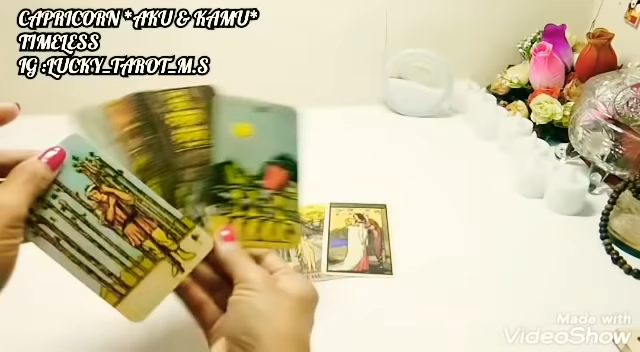 CAPRICORN *AKU & KAMU*
TIMELESS
IG :LUCKY_TAROT_M.S
Made with
VideoShow